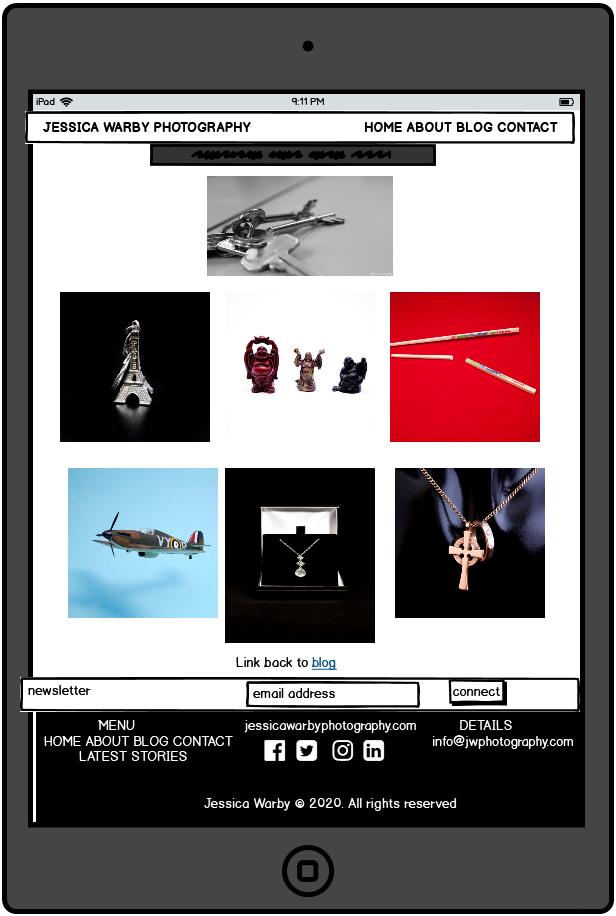 iPad 9:11 PM
JESSICA WARBY PHOTOGRAPHY HOME ABOUT BLOG CONTACT
VY
Link back to blog
newsletter email address connect
MENU jessicawarbyphotography.com DETAILS
HOME ABOUT BLOG CONTACT info@jwphotography.com
LATEST STORIES
Jessica Warby © 2020. All rights reserved